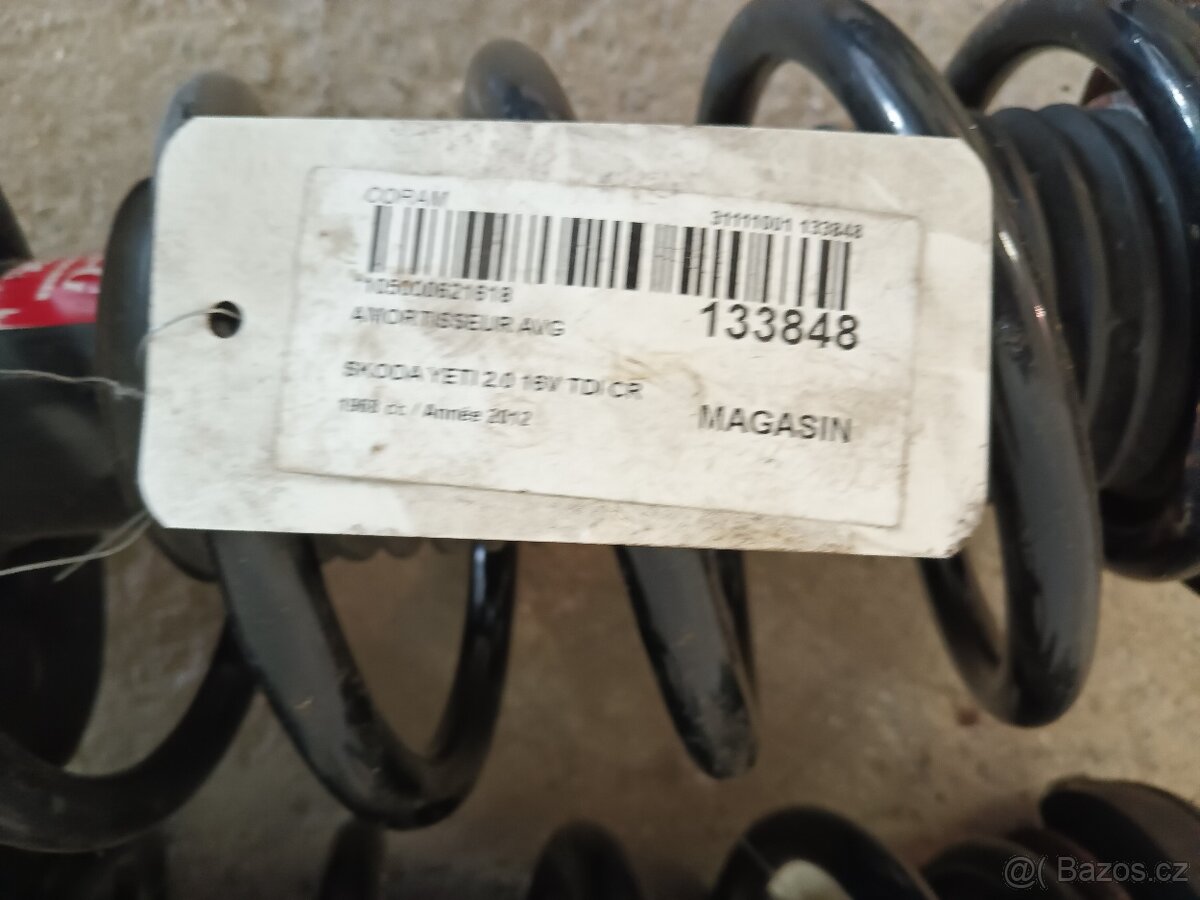 CORAM
31111001 133848
*105000621618
AMORTISSEUR AVG
133848
SKODA YETI 2.0 16V TDI CR
1968 cc / Année 2012
MAGASIN
@( Bazos.cz